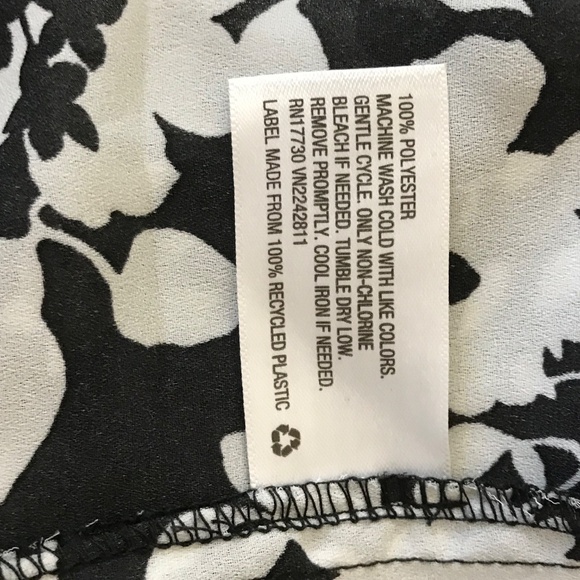 100% POLYESTER
MACHINE WASH COLD WITH LIKE COLORS.
GENTLE CYCLE. ONLY NON-CHLORINE
BLEACH IF NEEDED. TUMBLE DRY LOW.
REMOVE PROMPTLY. COOL IRON IF NEEDED.
RN17730 VN2242811
LABEL MADE FROM 100% RECYCLED PLASTIC